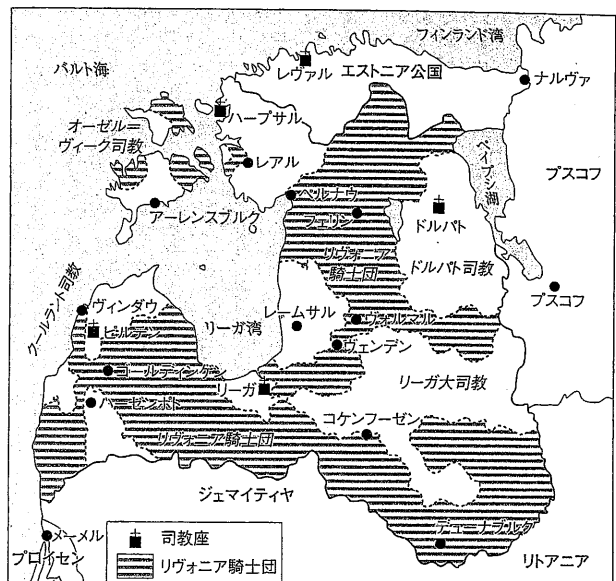 フィンランド湾
バルト海
レヴァル
エストニア公国
ナルヴァ
ハープサル
オーゼル=
ヴィーク司教
レアル
ペイプシ湖
プスコフ
ペルナウ
アーレンスブルク
フェリン
ドルパト
リヴォニア
騎士団
ドルパト司教
プスコフ
クールラント司教
ヴィンダウ
リーガ湾
レームサル
ヴォルマル
ピルテン
ヴェンデン
ゴールディンゲン
リーガ
リーガ大司教
ハーゼンポト
コケンフーゼン
リヴォニア騎士団
ジェマイティヤ
メーメル
プロイセン
デューナブルク
リトアニア
司教座
リヴォニア騎士団